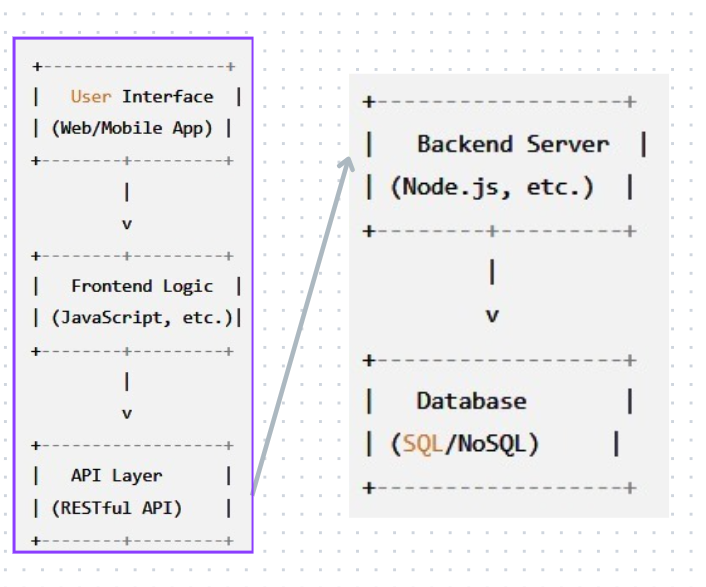 +-------------------+
|   User Interface  |
| (Web/Mobile App) |
+--------+----------+
|
v
+--------+----------+
|   Frontend Logic  |
| (JavaScript, etc.)|
+--------+----------+
|
v
+-------------------+
|   API Layer       |
| (RESTful API)    |
+--------+----------+
+-------------------+
|   Backend Server  |
| (Node.js, etc.)  |
+--------+----------+
|
v
+-------------------+
|   Database        |
| (SQL/NoSQL)      |
+-------------------+